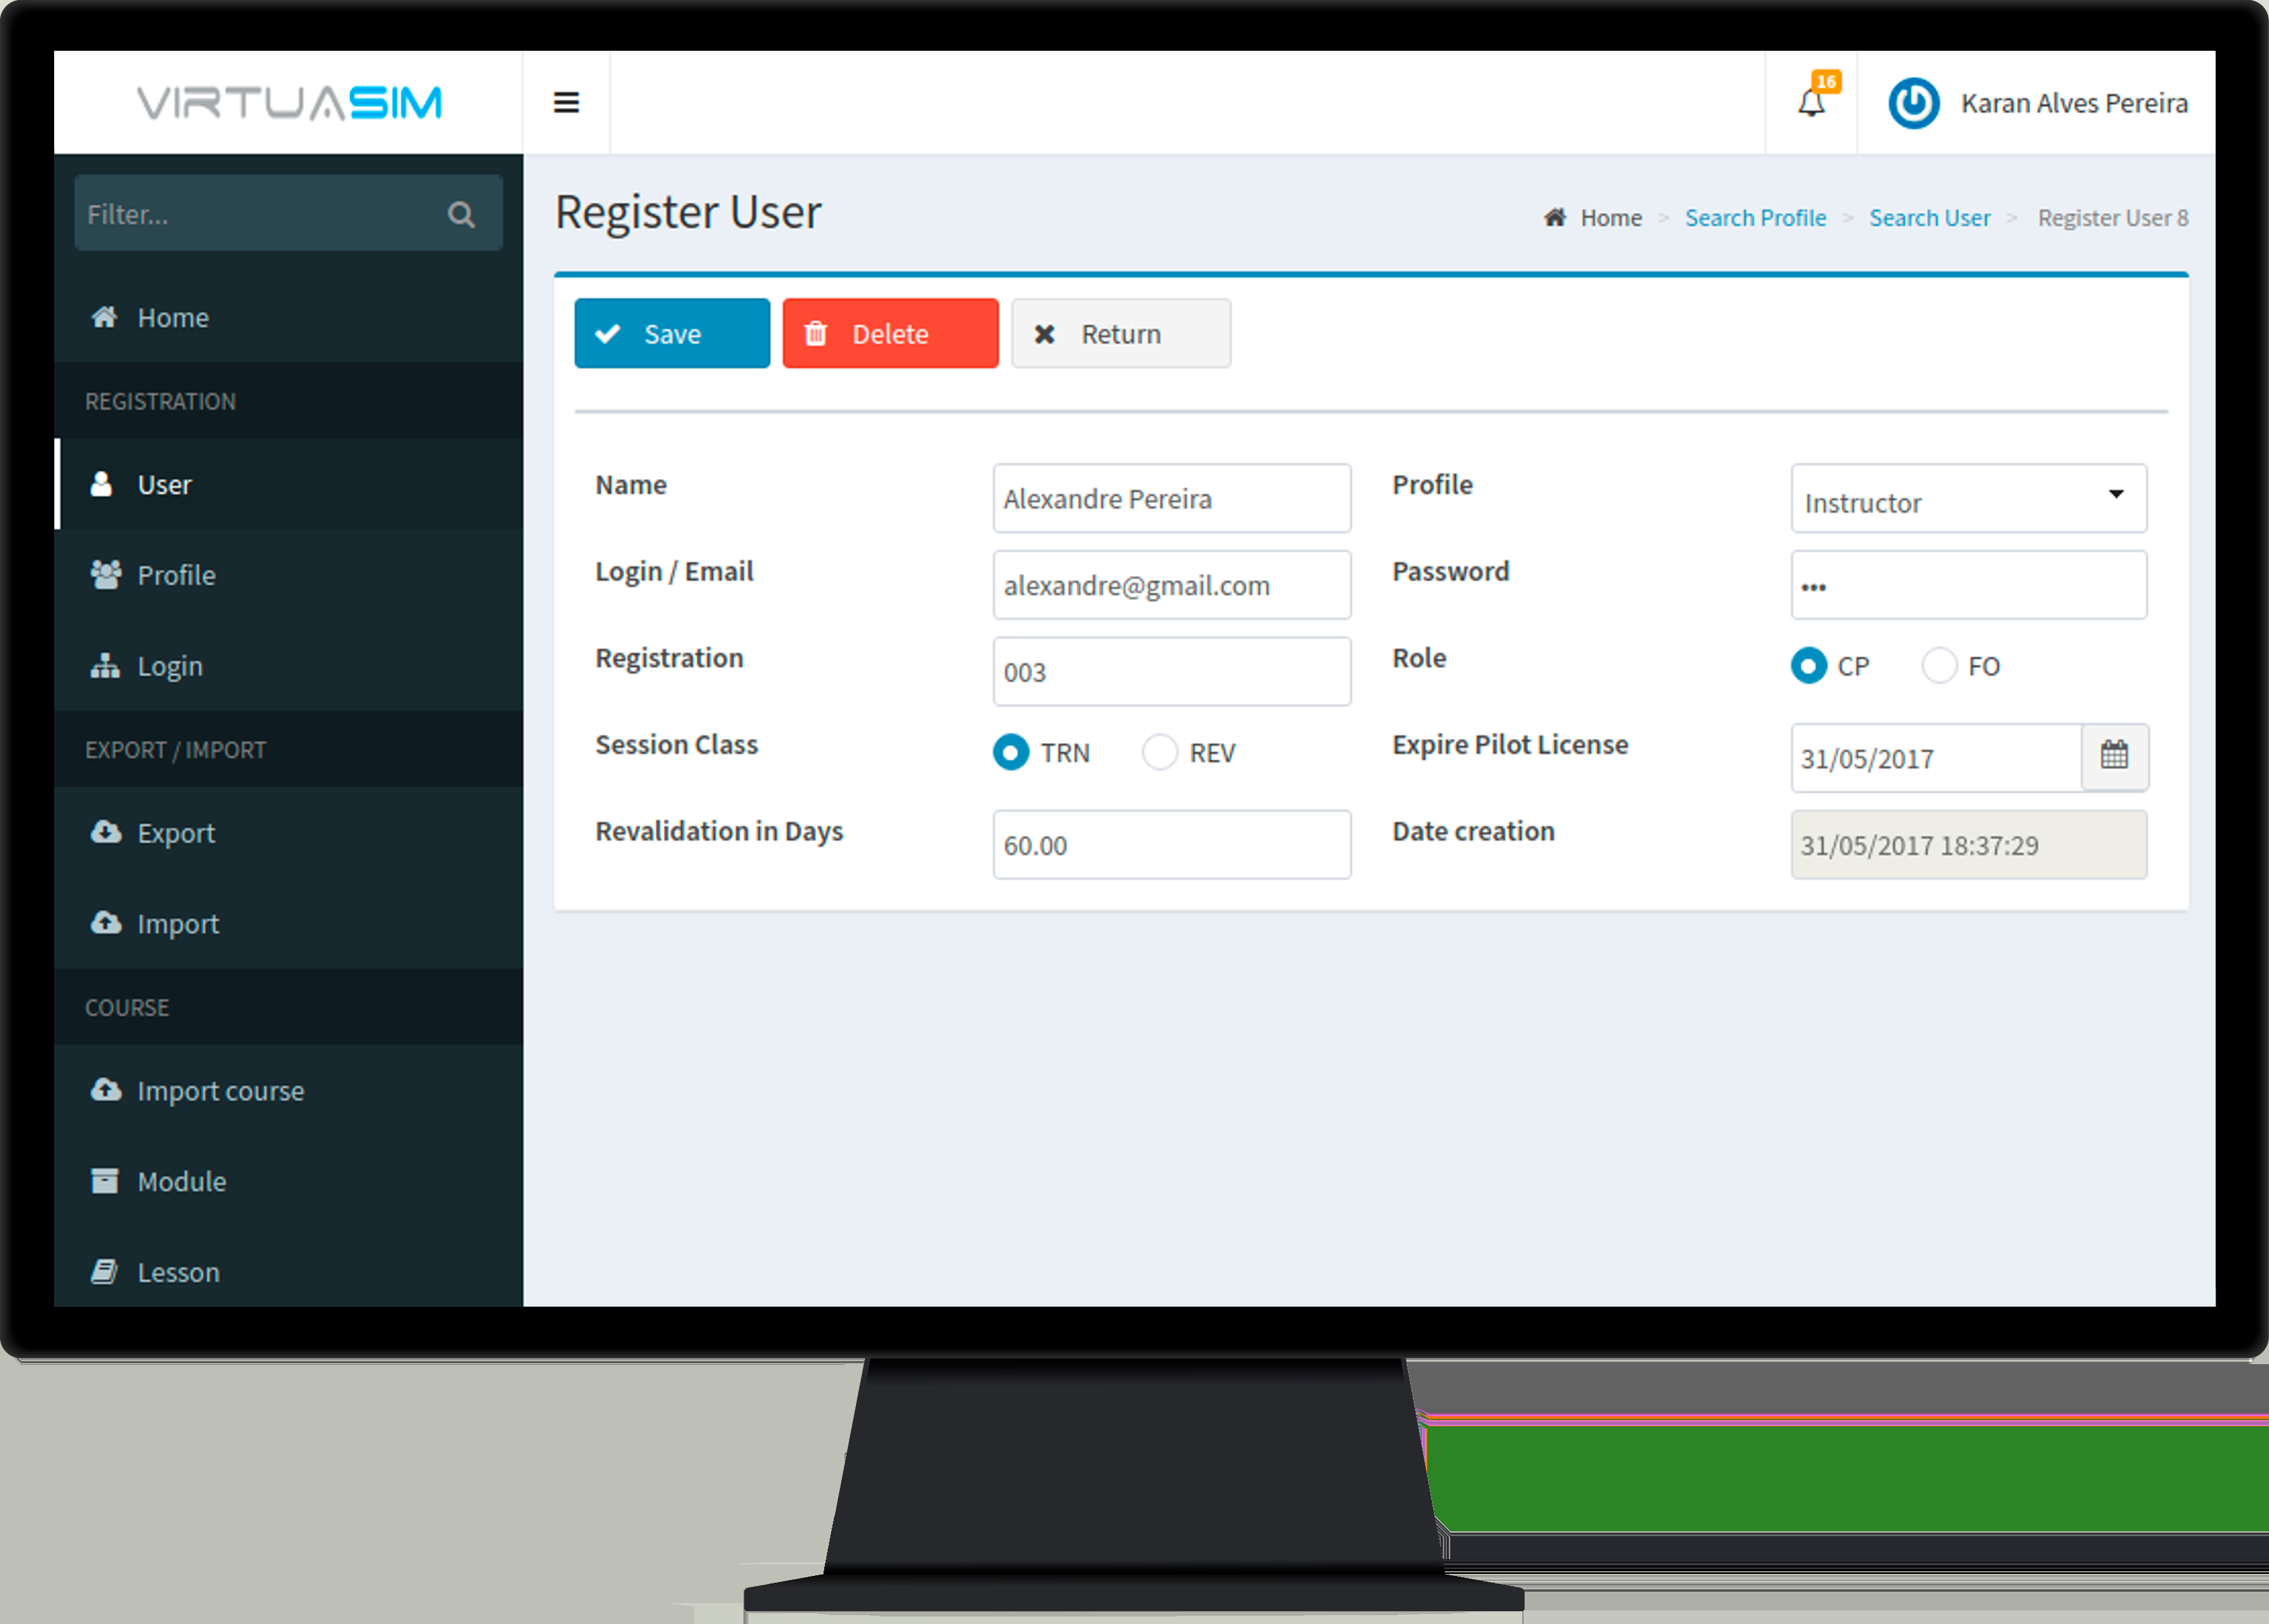 VIRTUASIM
16
Karan Alves Pereira
Filter...
Home
REGISTRATION
User
Profile
Login
EXPORT / IMPORT
Export
Import
COURSE
Import course
Module
Lesson
Register User
Home > Search Profile > Search User > Register User 8
Save Delete Return
Name Alexandre Pereira Profile Instructor
Login / Email alexandre@gmail.com Password •••
Registration 003 Role CP FO
Session Class TRN REV Expire Pilot License 31/05/2017
Revalidation in Days 60.00 Date creation 31/05/2017 18:37:29